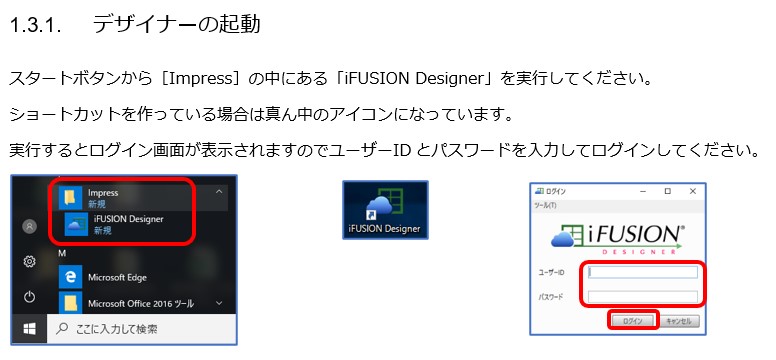 1.3.1. デザイナーの起動
スタートボタンから［Impress］の中にある「iFUSION Designer」を実行してください。
ショートカットを作っている場合は真ん中のアイコンになっています。
実行するとログイン画面が表示されますのでユーザーID とパスワードを入力してログインしてください。
Impress
新規
iFUSION Designer
新規
M
Microsoft Edge
Microsoft Office 2016 ツール
ここに入力して検索
iFUSION Designer
ログイン
ツール(T)
iFUSION®
DESIGNER
ユーザーID
パスワード
ログイン
キャンセル